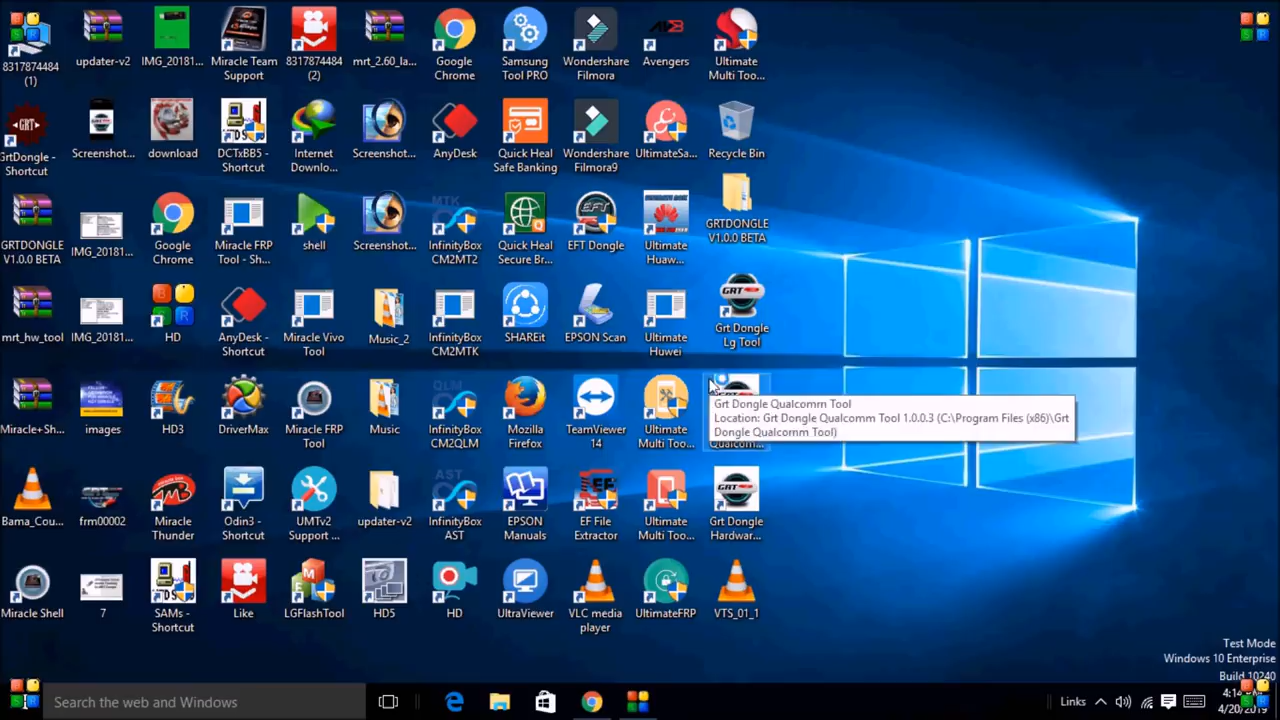 8317874484
(1)
updater-v2
IMG_20181...
Miracle Team
Support
8317874484
(2)
mrt_2.60_la...
Google
Chrome
Samsung
Tool PRO
Wondershare
Filmora
Avengers
Ultimate
Multi Too...
GrtDongle -
Shortcut
Screenshot...
download
DCTxBB5 -
Shortcut
Internet
Downlo...
Screenshot...
AnyDesk
Quick Heal
Safe Banking
Wondershare
Filmora9
UltimateSa...
Recycle Bin
GRTDONGLE
V1.0.0 BETA
IMG_20181...
Google
Chrome
Miracle FRP
Tool - Sh...
shell
Screenshot...
InfinityBox
CM2MT2
Quick Heal
Secure Br...
EFT Dongle
Ultimate
Huaw...
GRTDONGLE
V1.0.0 BETA
mrt_hw_tool
IMG_20181...
HD
AnyDesk -
Shortcut
Miracle Vivo
Tool
Music_2
InfinityBox
CM2MTK
SHAREit
EPSON Scan
Ultimate
Huwei
Grt Dongle
Lg Tool
Miracle+Sh...
images
HD3
DriverMax
Miracle FRP
Tool
Music
InfinityBox
CM2QLM
Mozilla
Firefox
TeamViewer
14
Ultimate
Multi Too...
Qualcom...
Grt Dongle Qualcomm Tool
Location: Grt Dongle Qualcomm Tool 1.0.0.3 (C:\Program Files (x86)\Grt
Dongle Qualcomm Tool)
Bama_Cou...
frm00002
Miracle
Thunder
Odin3 -
Shortcut
UMTv2
Support ...
updater-v2
InfinityBox
AST
EPSON
Manuals
EF File
Extractor
Ultimate
Multi Too...
Grt Dongle
Hardwar...
Miracle Shell
7
SAMs -
Shortcut
Like
LGFlashTool
HD5
HD
UltraViewer
VLC media
player
UltimateFRP
VTS_01_1
Test Mode
Windows 10 Enterprise
Build 10240
Search the web and Windows
Links
4/20/2019